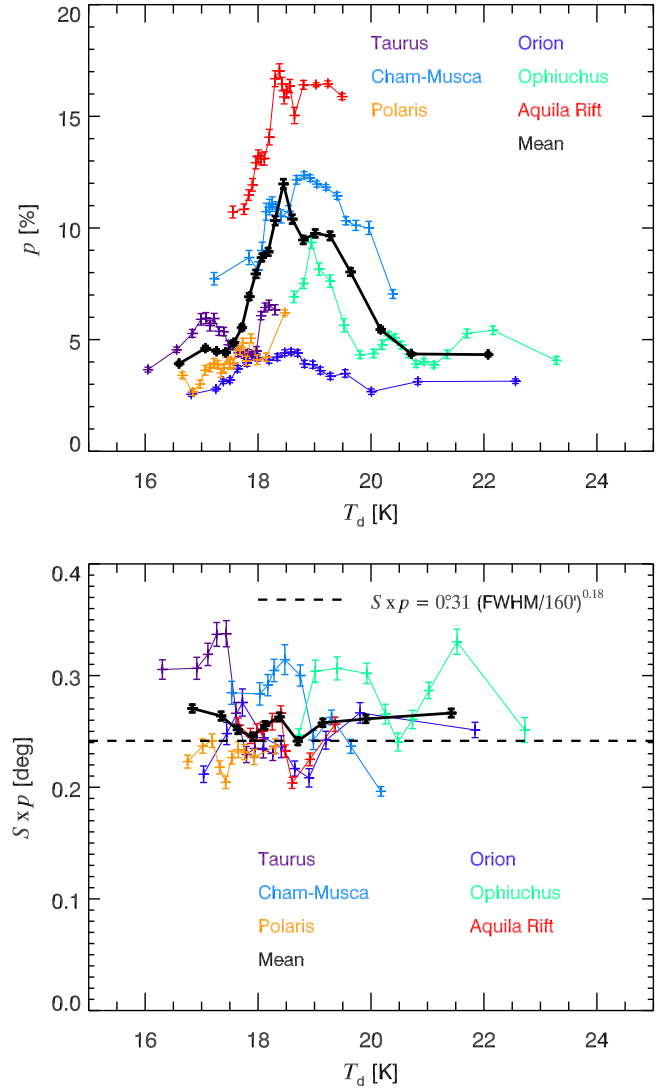 20
15
10
5
0
p [%]
Taurus Orion
Cham-Musca Ophiuchus
Polaris Aquila Rift
Mean
16 18 20 22 24
T_d [K]
0.4
0.3
0.2
0.1
0.0
S x p [deg]
S x p = 0°.31 (FWHM/160')^0.18
Taurus Orion
Cham-Musca Ophiuchus
Polaris Aquila Rift
Mean
16 18 20 22 24
T_d [K]